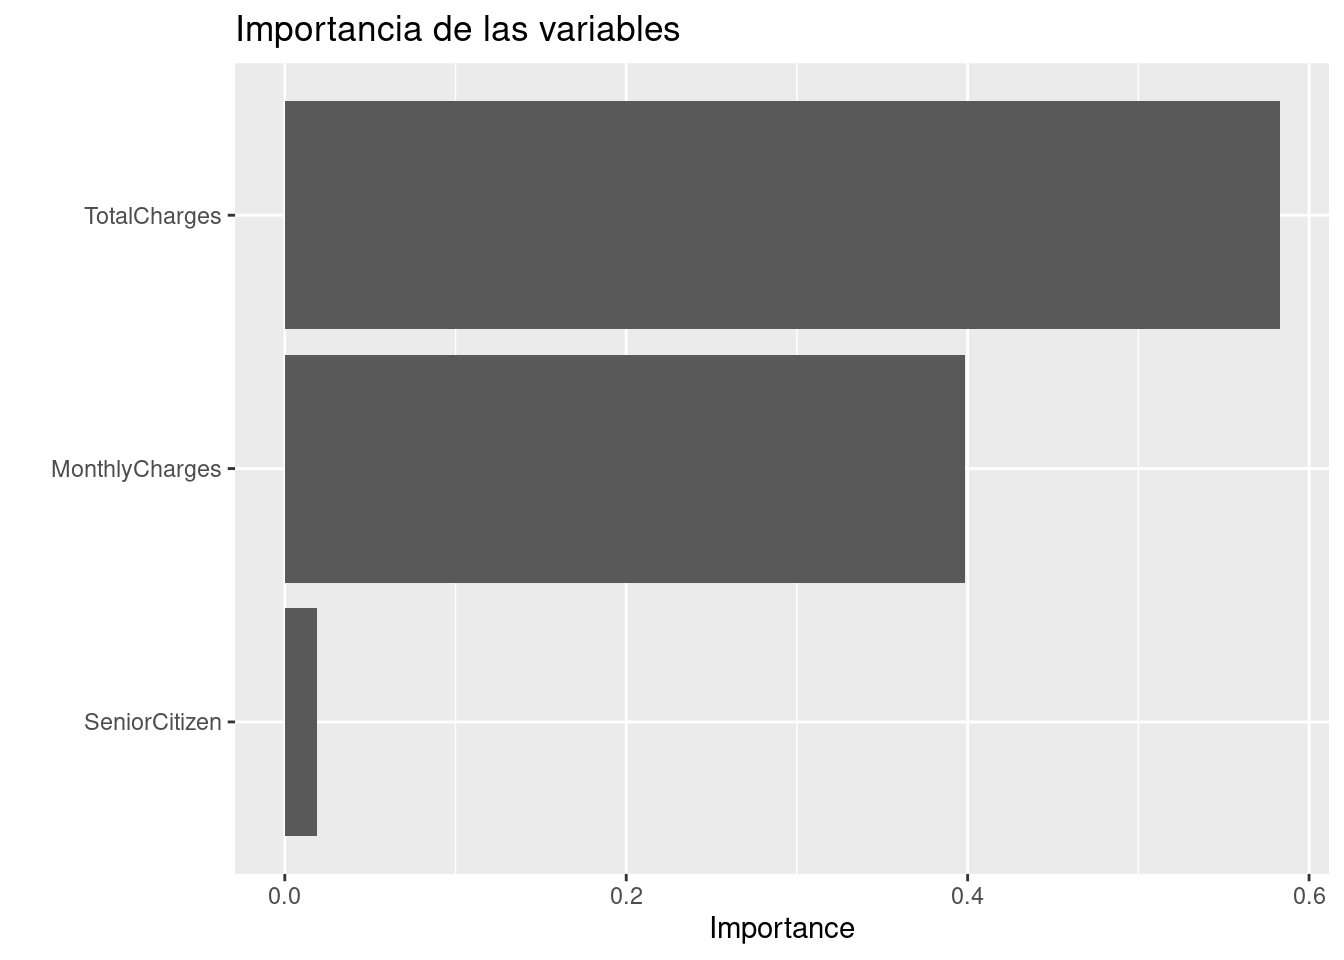 Importancia de las variables
TotalCharges
MonthlyCharges
SeniorCitizen
0.0 0.2 0.4 0.6
Importance